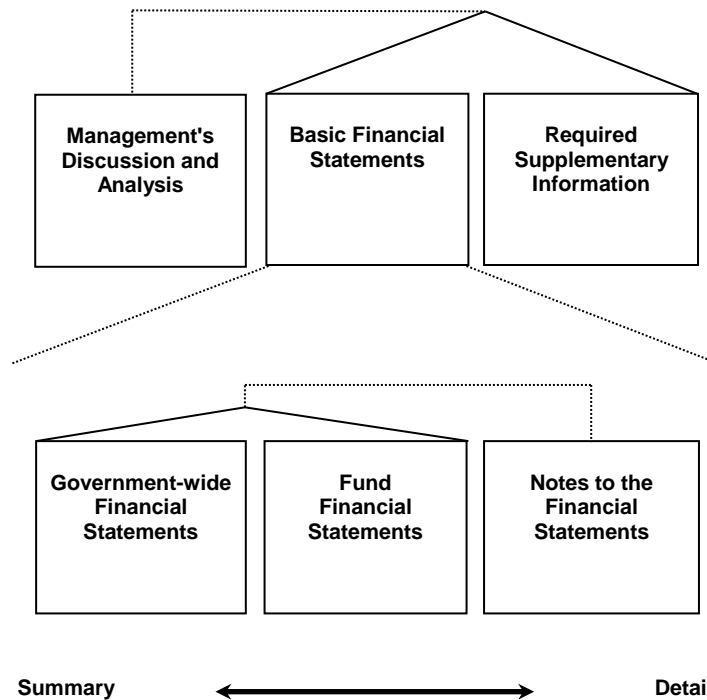 Management's
Discussion and
Analysis
Basic Financial
Statements
Required
Supplementary
Information
Government-wide
Financial
Statements
Fund
Financial
Statements
Notes to the
Financial
Statements
Summary
Detai